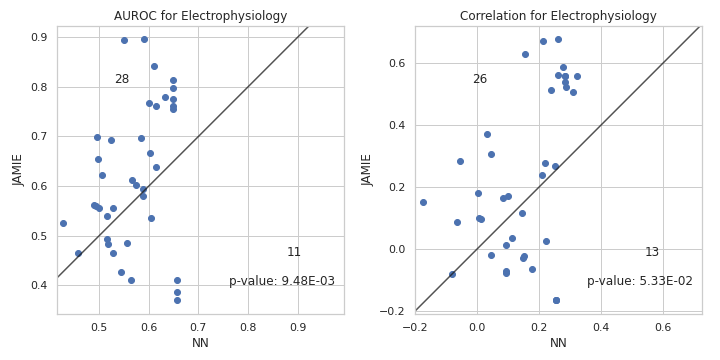 AUROC for Electrophysiology
0.9
0.8
0.7
0.6
0.5
0.4
JAMIE
28
11
p-value: 9.48E-03
0.5 0.6 0.7 0.8 0.9
NN
Correlation for Electrophysiology
0.6
0.4
0.2
0.0
−0.2
JAMIE
26
13
p-value: 5.33E-02
−0.2 0.0 0.2 0.4 0.6
NN